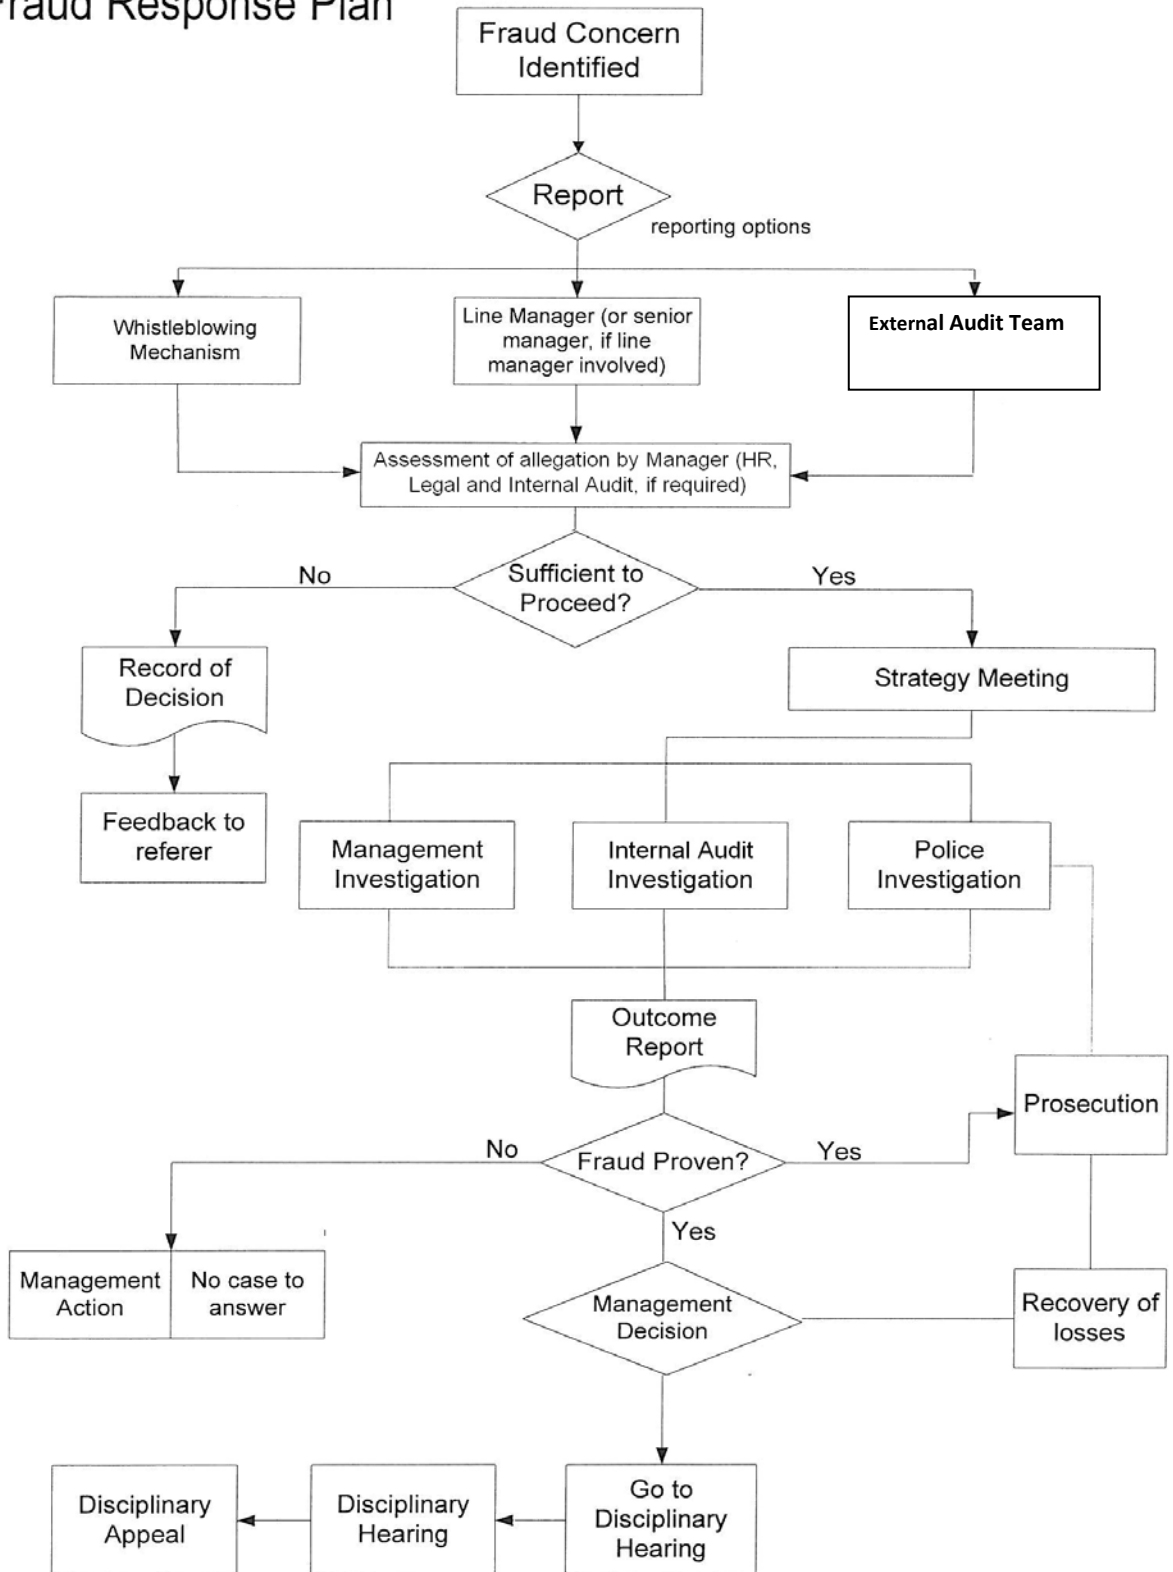 Fraud Response Plan
Fraud Concern
Identified
Report
reporting options
Whistleblowing
Mechanism
Line Manager (or senior
manager, if line
manager involved)
External Audit Team
Assessment of allegation by Manager (HR,
Legal and Internal Audit, if required)
No
Sufficient to
Proceed?
Yes
Record of
Decision
Strategy Meeting
Feedback to
referer
Management
Investigation
Internal Audit
Investigation
Police
Investigation
Outcome
Report
Prosecution
No
Fraud Proven?
Yes
Yes
Management
Action
No case to
answer
Management
Decision
Recovery of
losses
Disciplinary
Appeal
Disciplinary
Hearing
Go to
Disciplinary
Hearing